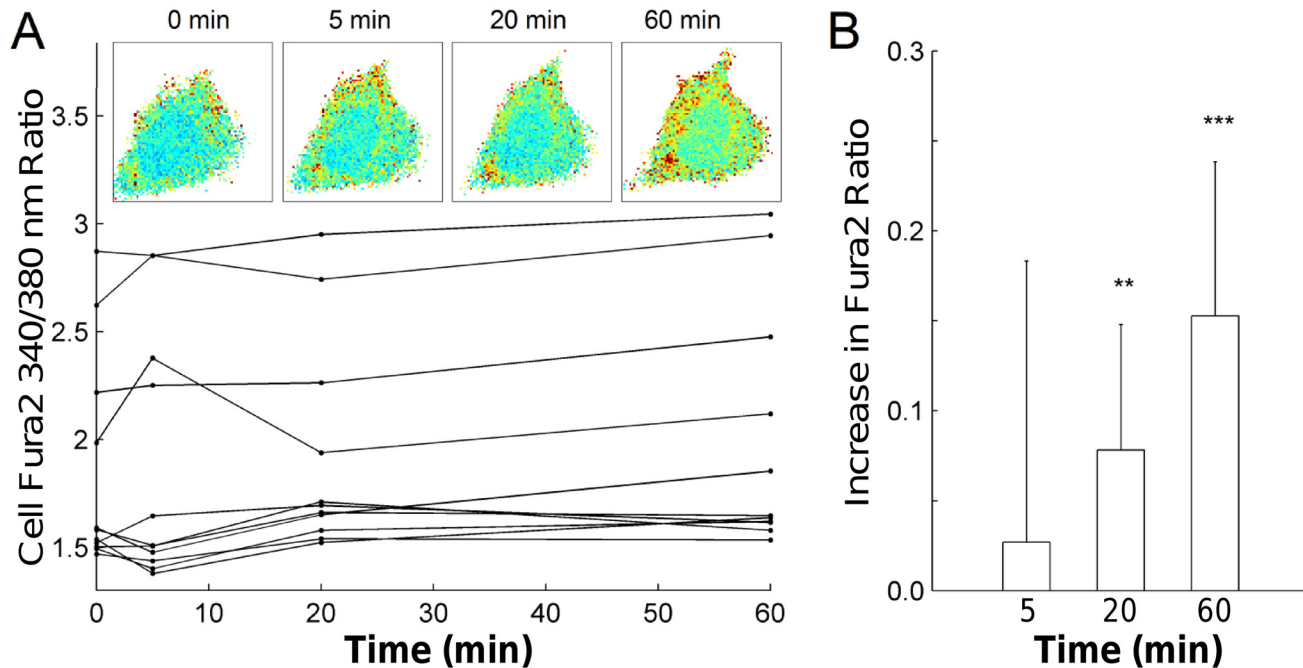 A
0 min
5 min
20 min
60 min
Cell Fura2 340/380 nm Ratio
3.5
3
2.5
2
1.5
0
10
20
30
40
50
60
Time (min)
B
Increase in Fura2 Ratio
0.3
0.2
0.1
0.0
**
***
5
20
60
Time (min)